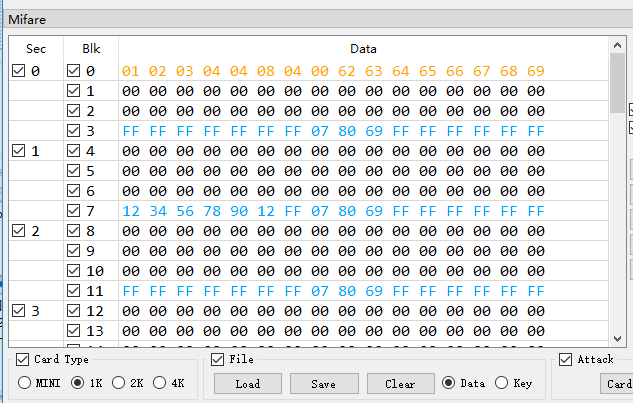 Mifare
Sec Blk Data
0 0 01 02 03 04 04 08 04 00 62 63 64 65 66 67 68 69
1 00 00 00 00 00 00 00 00 00 00 00 00 00 00 00 00
2 00 00 00 00 00 00 00 00 00 00 00 00 00 00 00 00
3 FF FF FF FF FF FF FF 07 80 69 FF FF FF FF FF FF
1 4 00 00 00 00 00 00 00 00 00 00 00 00 00 00 00 00
5 00 00 00 00 00 00 00 00 00 00 00 00 00 00 00 00
6 00 00 00 00 00 00 00 00 00 00 00 00 00 00 00 00
7 12 34 56 78 90 12 FF 07 80 69 FF FF FF FF FF FF
2 8 00 00 00 00 00 00 00 00 00 00 00 00 00 00 00 00
9 00 00 00 00 00 00 00 00 00 00 00 00 00 00 00 00
10 00 00 00 00 00 00 00 00 00 00 00 00 00 00 00 00
11 FF FF FF FF FF FF FF 07 80 69 FF FF FF FF FF FF
3 12 00 00 00 00 00 00 00 00 00 00 00 00 00 00 00 00
13 00 00 00 00 00 00 00 00 00 00 00 00 00 00 00 00
Card Type File Attack
MINI 1K 2K 4K Load Save Clear Data Key Card